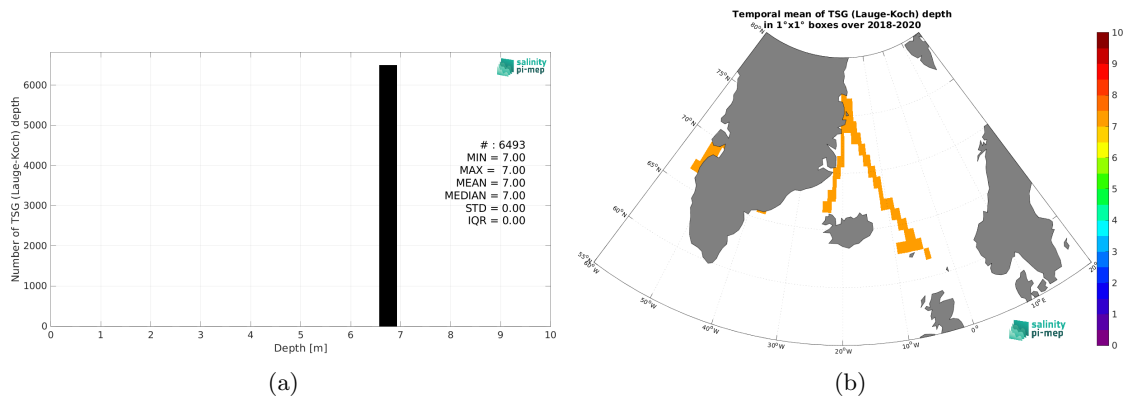 6000
5000
4000
3000
2000
1000
0
1
2
3
4
5
6
7
8
9
10
Number of TSG (Lauge-Koch) depth
Depth [m]
salinity
pi-mep
# : 6493
MIN = 7.00
MAX = 7.00
MEAN = 7.00
MEDIAN = 7.00
STD = 0.00
IQR = 0.00
(a)
Temporal mean of TSG (Lauge-Koch) depth
in 1°x1° boxes over 2018-2020
80°N
75°N
70°N
65°N
60°N
55°N
60°W
50°W
40°W
30°W
20°W
10°W
0°
10°E
salinity
pi-mep
10
9
8
7
6
5
4
3
2
1
0
(b)